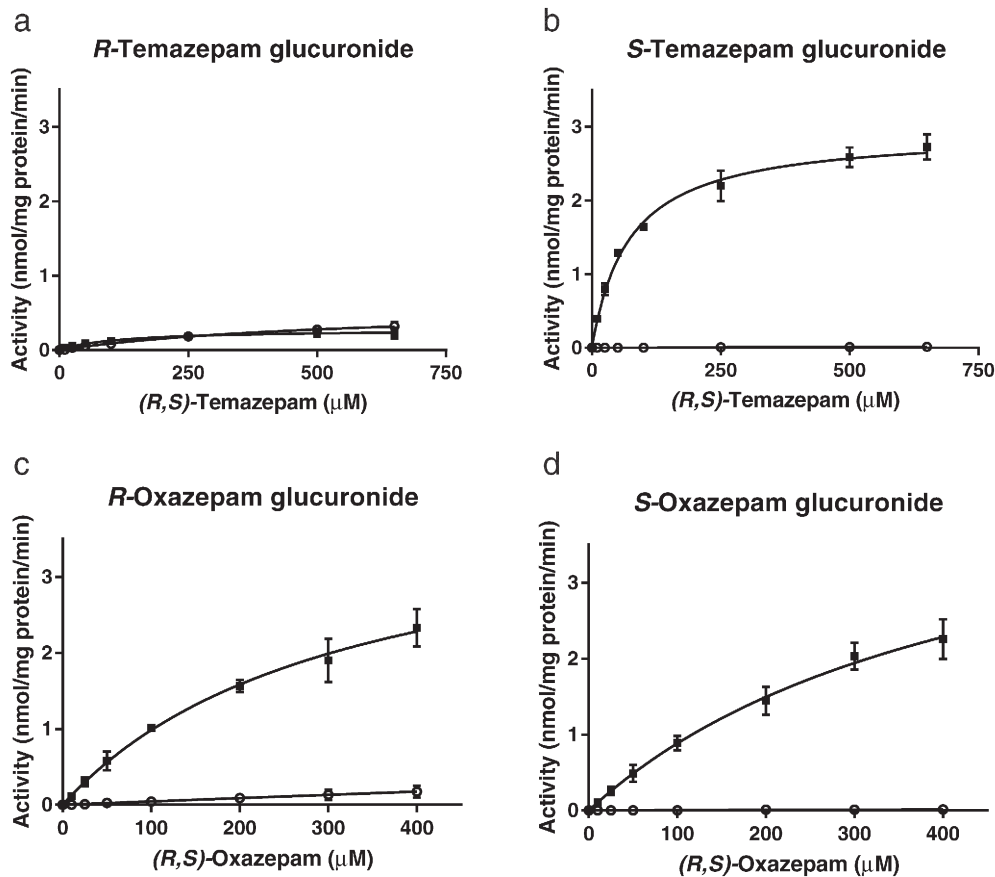 a
R-Temazepam glucuronide
Activity (nmol/mg protein/min)
3
2
1
0
0
250
500
750
(R,S)-Temazepam (μM)
b
S-Temazepam glucuronide
Activity (nmol/mg protein/min)
3
2
1
0
0
250
500
750
(R,S)-Temazepam (μM)
c
R-Oxazepam glucuronide
Activity (nmol/mg protein/min)
3
2
1
0
0
100
200
300
400
(R,S)-Oxazepam (μM)
d
S-Oxazepam glucuronide
Activity (nmol/mg protein/min)
3
2
1
0
0
100
200
300
400
(R,S)-Oxazepam (μM)